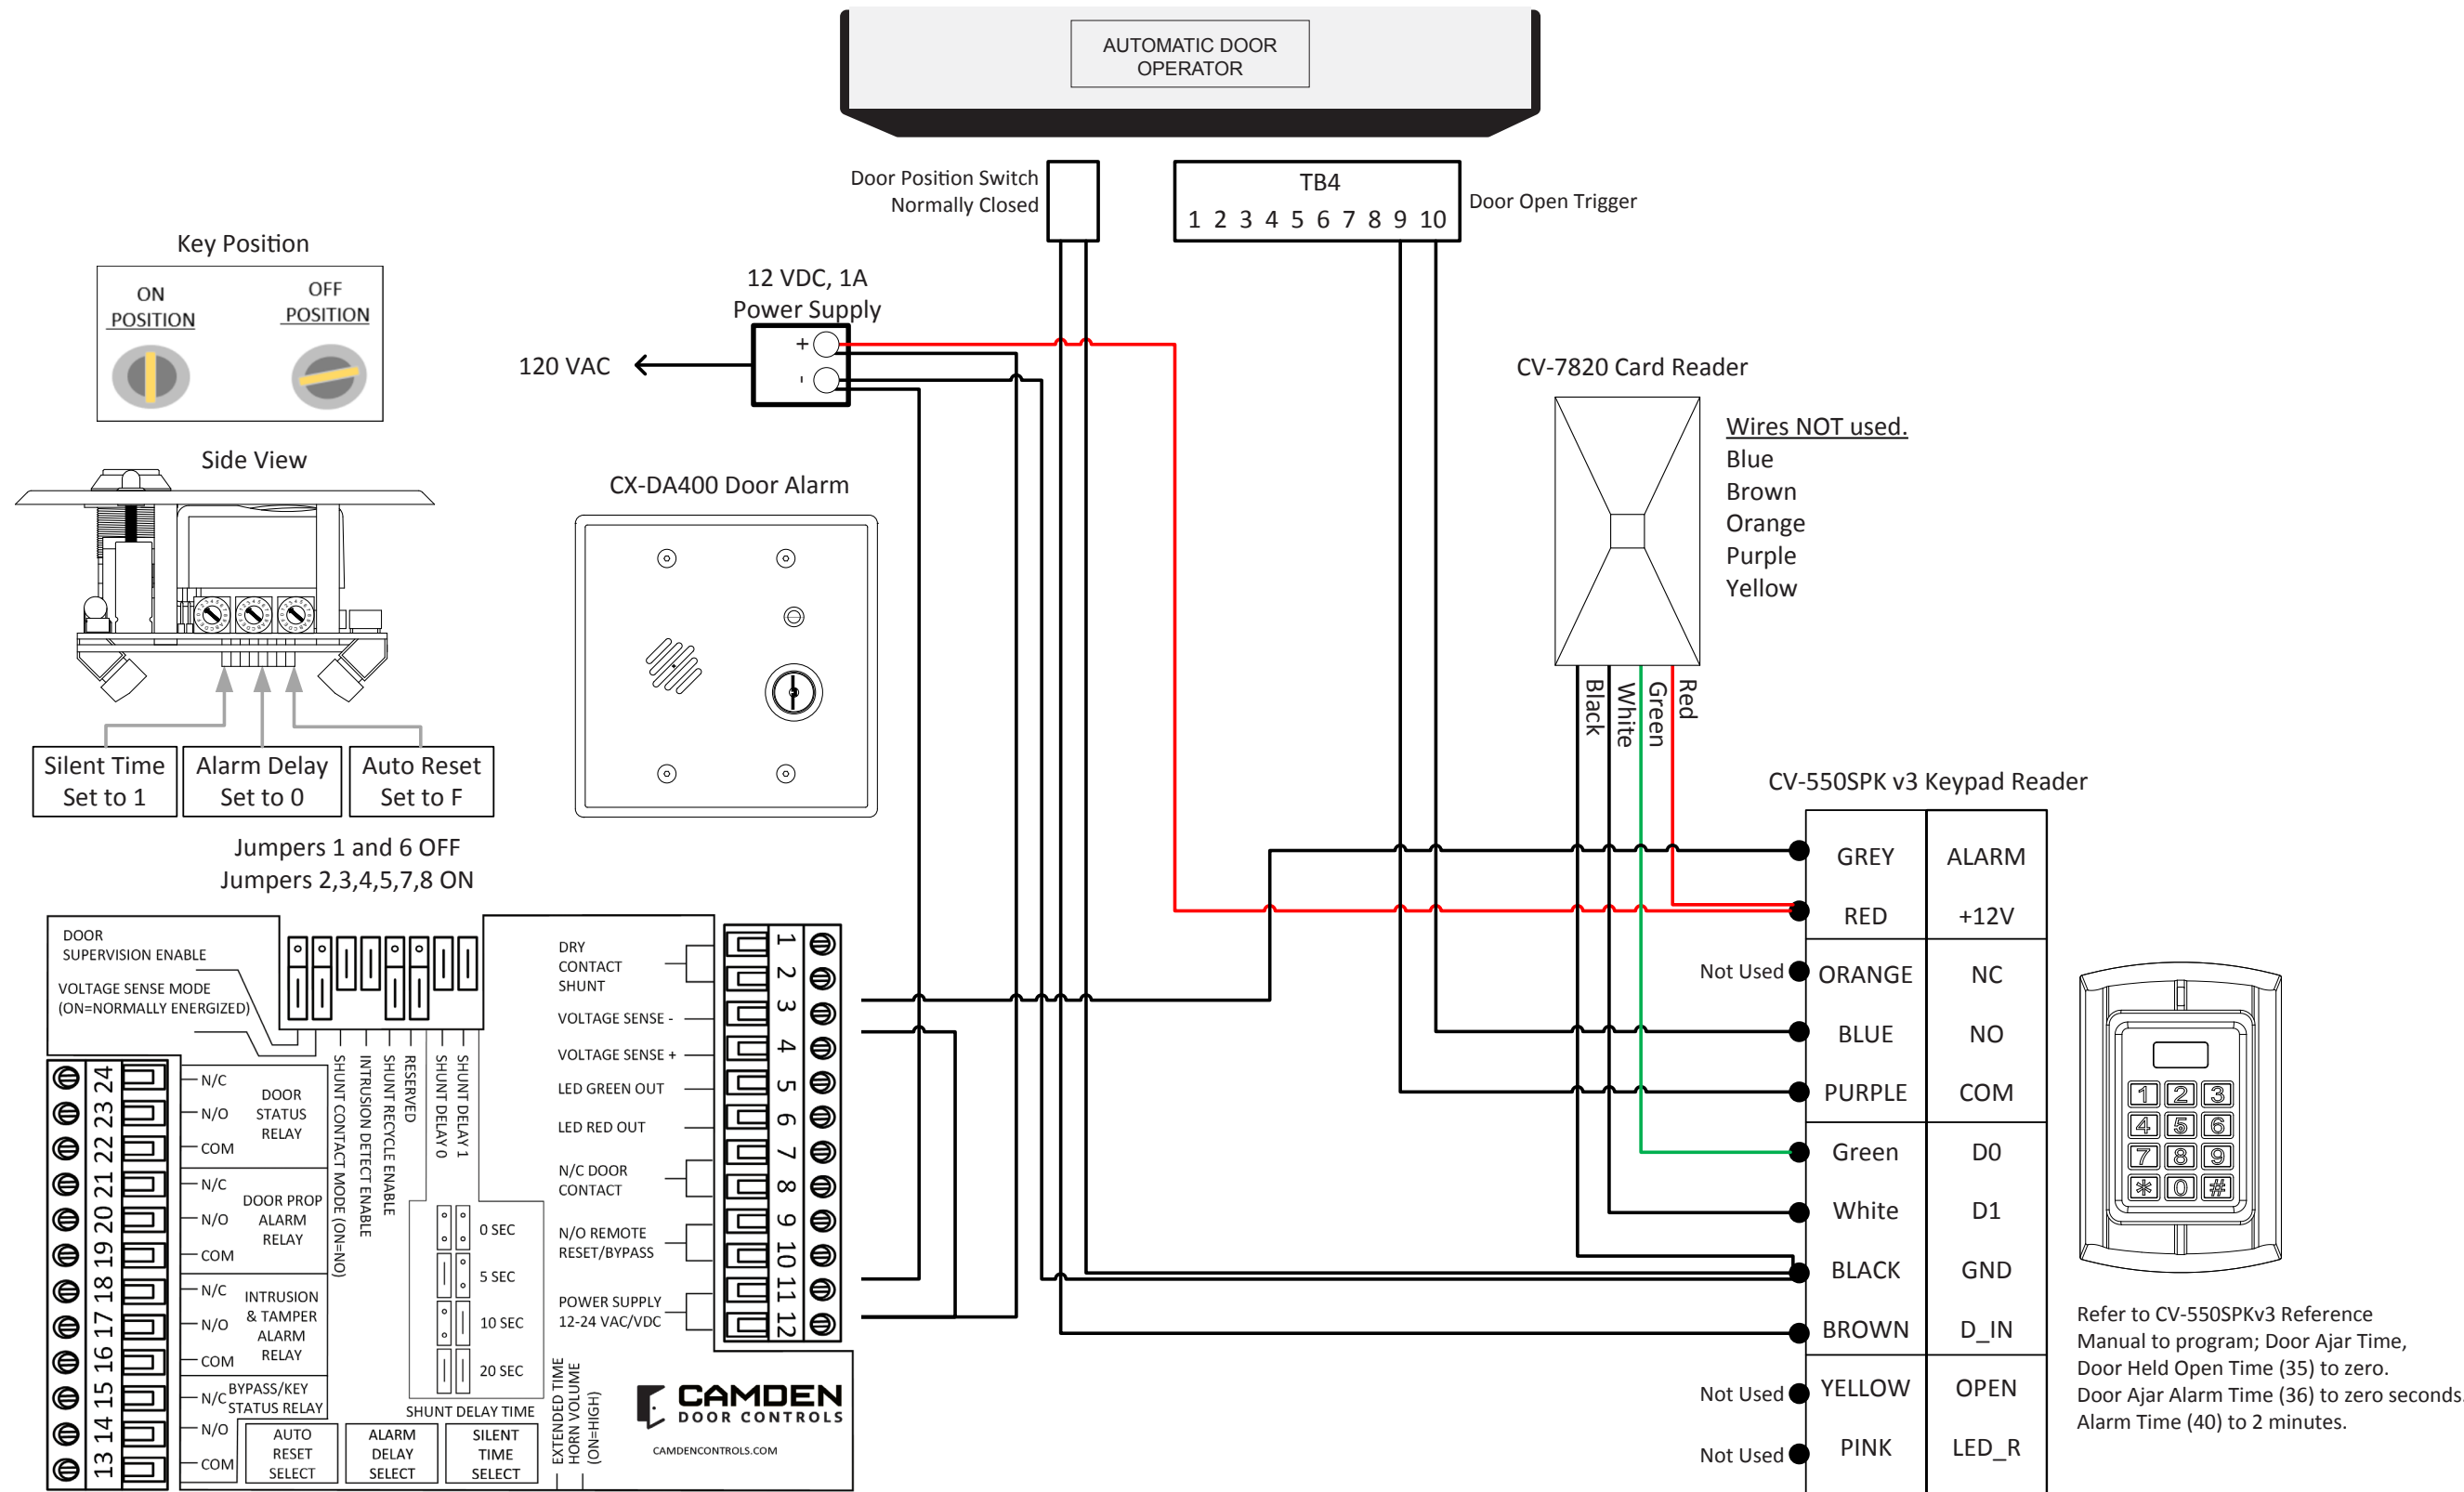 AUTOMATIC DOOR
OPERATOR
Door Position Switch
Normally Closed
TB4
1 2 3 4 5 6 7 8 9 10
Door Open Trigger
Key Position
ON
POSITION
OFF
POSITION
12 VDC, 1A
Power Supply
+
-
120 VAC
Side View
CX-DA400 Door Alarm
CV-7820 Card Reader
Wires NOT used.
Blue
Brown
Orange
Purple
Yellow
Black
White
Green
Red
Silent Time
Set to 1
Alarm Delay
Set to 0
Auto Reset
Set to F
Jumpers 1 and 6 OFF
Jumpers 2,3,4,5,7,8 ON
CV-550SPK v3 Keypad Reader
GREY ALARM
RED +12V
Not Used ORANGE NC
BLUE NO
PURPLE COM
Green D0
White D1
BLACK GND
BROWN D_IN
Not Used YELLOW OPEN
Not Used PINK LED_R
1 2 3
4 5 6
7 8 9
* 0 #
Refer to CV-550SPKv3 Reference
Manual to program; Door Ajar Time,
Door Held Open Time (35) to zero.
Door Ajar Alarm Time (36) to zero seconds.
Alarm Time (40) to 2 minutes.
DOOR
SUPERVISION ENABLE
VOLTAGE SENSE MODE
(ON=NORMALLY ENERGIZED)
SHUNT CONTACT MODE (ON=NO)
INTRUSION DETECT ENABLE
SHUNT RECYCLE ENABLE
RESERVED
SHUNT DELAY 0
SHUNT DELAY 1
DRY
CONTACT
SHUNT
VOLTAGE SENSE -
VOLTAGE SENSE +
LED GREEN OUT
LED RED OUT
N/C DOOR
CONTACT
N/O REMOTE
RESET/BYPASS
POWER SUPPLY
12-24 VAC/VDC
1
2
3
4
5
6
7
8
9
10
11
12
24
23
22
21
20
19
18
17
16
15
14
13
N/C
N/O
COM
DOOR
STATUS
RELAY
N/C
N/O
COM
DOOR PROP
ALARM
RELAY
N/C
N/O
COM
INTRUSION
& TAMPER
ALARM
RELAY
N/C
N/O
COM
BYPASS/KEY
STATUS RELAY
0 SEC
5 SEC
10 SEC
20 SEC
SHUNT DELAY TIME
AUTO
RESET
SELECT
ALARM
DELAY
SELECT
SILENT
TIME
SELECT
EXTENDED TIME
HORN VOLUME
(ON=HIGH)
CAMDEN
DOOR CONTROLS
CAMDENCONTROLS.COM